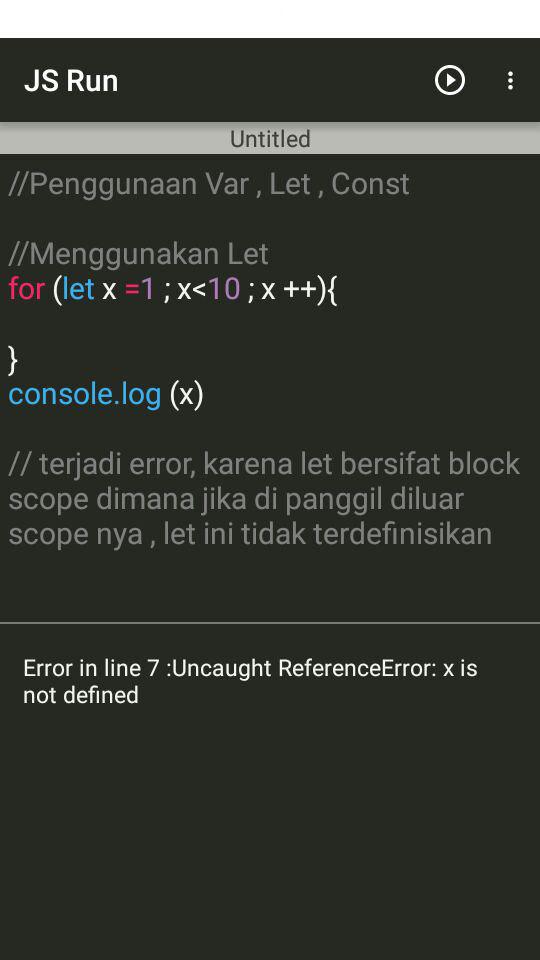 JS Run
Untitled
//Penggunaan Var , Let , Const
//Menggunakan Let
for (let x =1 ; x<10 ; x ++){
}
console.log (x)
// terjadi error, karena let bersifat block
scope dimana jika di panggil diluar
scope nya , let ini tidak terdefinisikan
Error in line 7 :Uncaught ReferenceError: x is
not defined